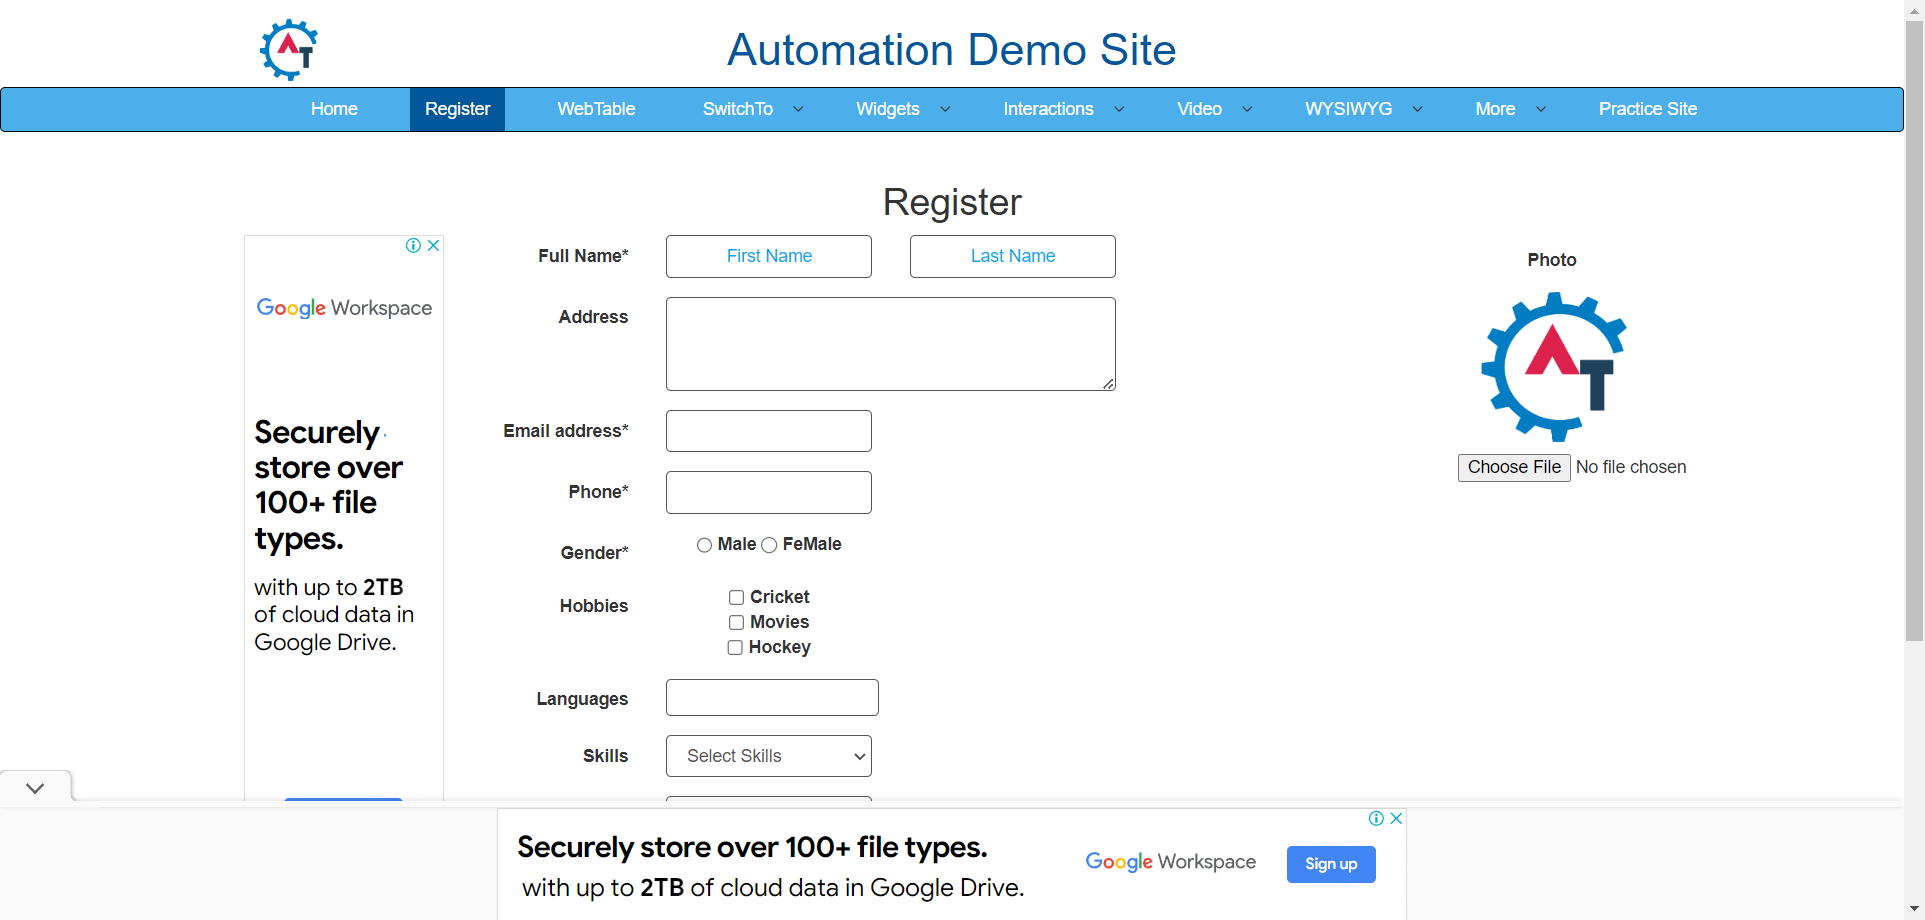 AT
Automation Demo Site
Home Register WebTable SwitchTo Widgets Interactions Video WYSIWYG More Practice Site
Register
Full Name* First Name Last Name
Photo
Address
AT
Email address*
Choose File No file chosen
Phone*
Gender* Male FeMale
Hobbies Cricket
Movies
Hockey
Languages
Skills Select Skills
Google Workspace
Securely
store over
100+ file
types.
with up to 2TB
of cloud data in
Google Drive.
Securely store over 100+ file types.
with up to 2TB of cloud data in Google Drive.
Google Workspace
Sign up